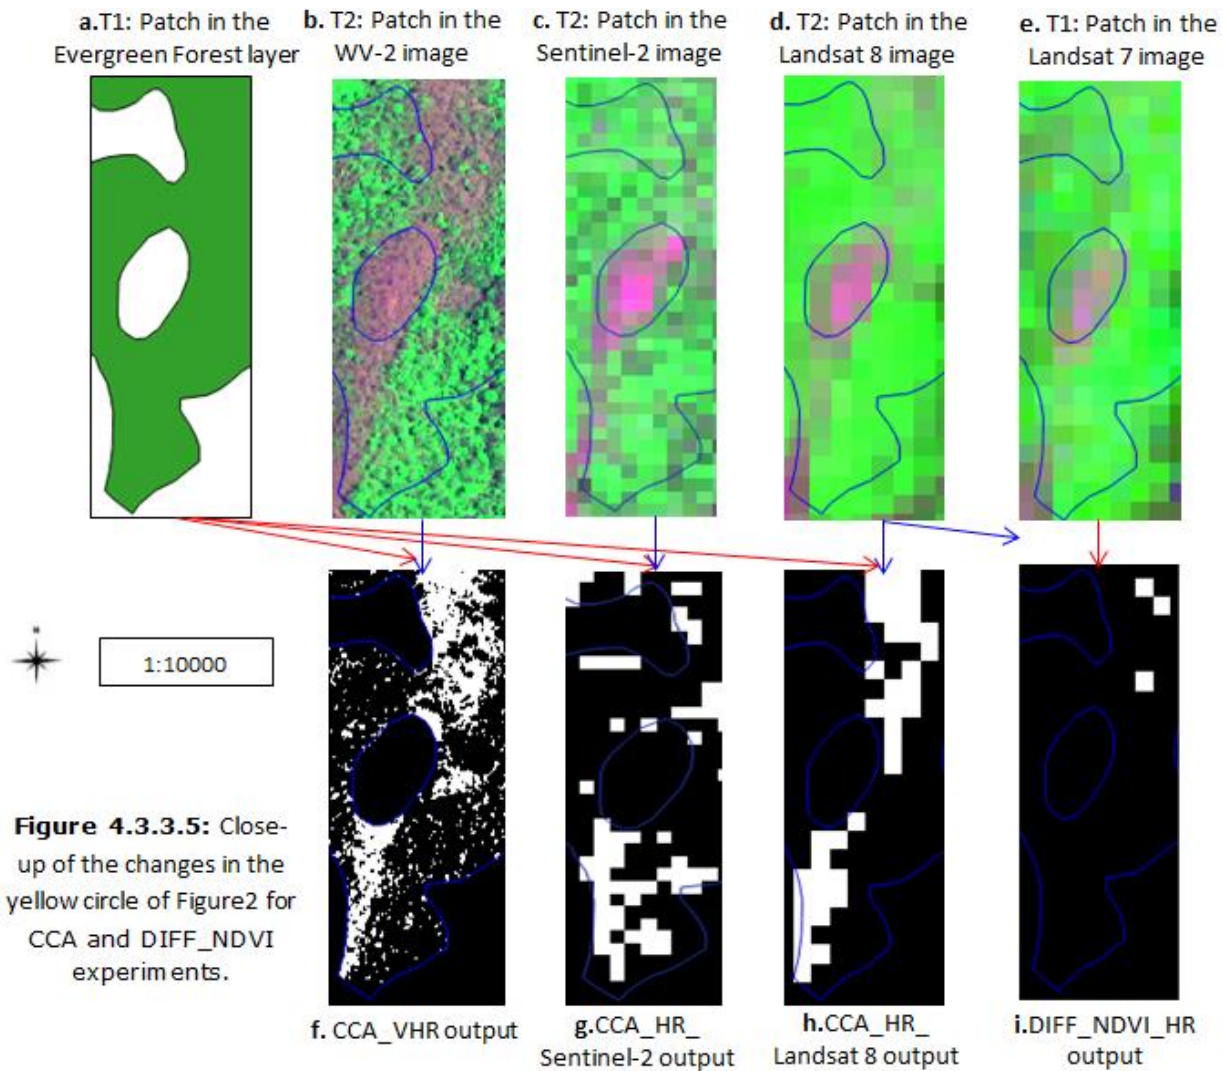 a.T1: Patch in the
Evergreen Forest layer
b. T2: Patch in the
WV-2 image
c. T2: Patch in the
Sentinel-2 image
d. T2: Patch in the
Landsat 8 image
e. T1: Patch in the
Landsat 7 image
1:10000
Figure 4.3.3.5: Close-
up of the changes in the
yellow circle of Figure2 for
CCA and DIFF_NDVI
experiments.
f. CCA_VHR output
g.CCA_HR_
Sentinel-2 output
h.CCA_HR_
Landsat 8 output
i.DIFF_NDVI_HR
output